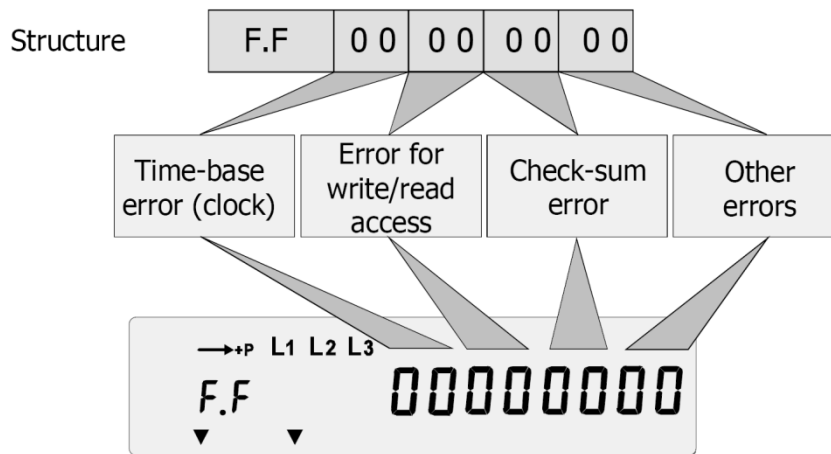 Structure F.F 0 0 0 0 0 0 0 0
Time-base
error (clock)
Error for
write/read
access
Check-sum
error
Other
errors
+P L1 L2 L3
F.F 00000000